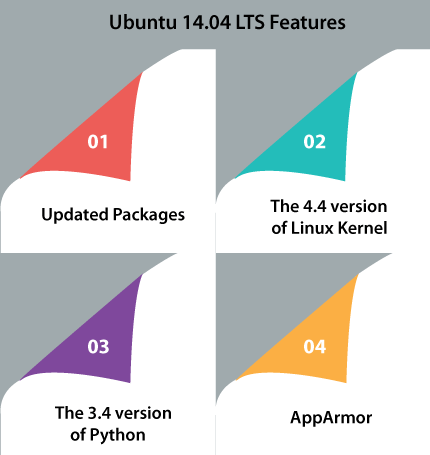 Ubuntu 14.04 LTS Features
01
Updated Packages
02
The 4.4 version
of Linux Kernel
03
The 3.4 version
of Python
04
AppArmor